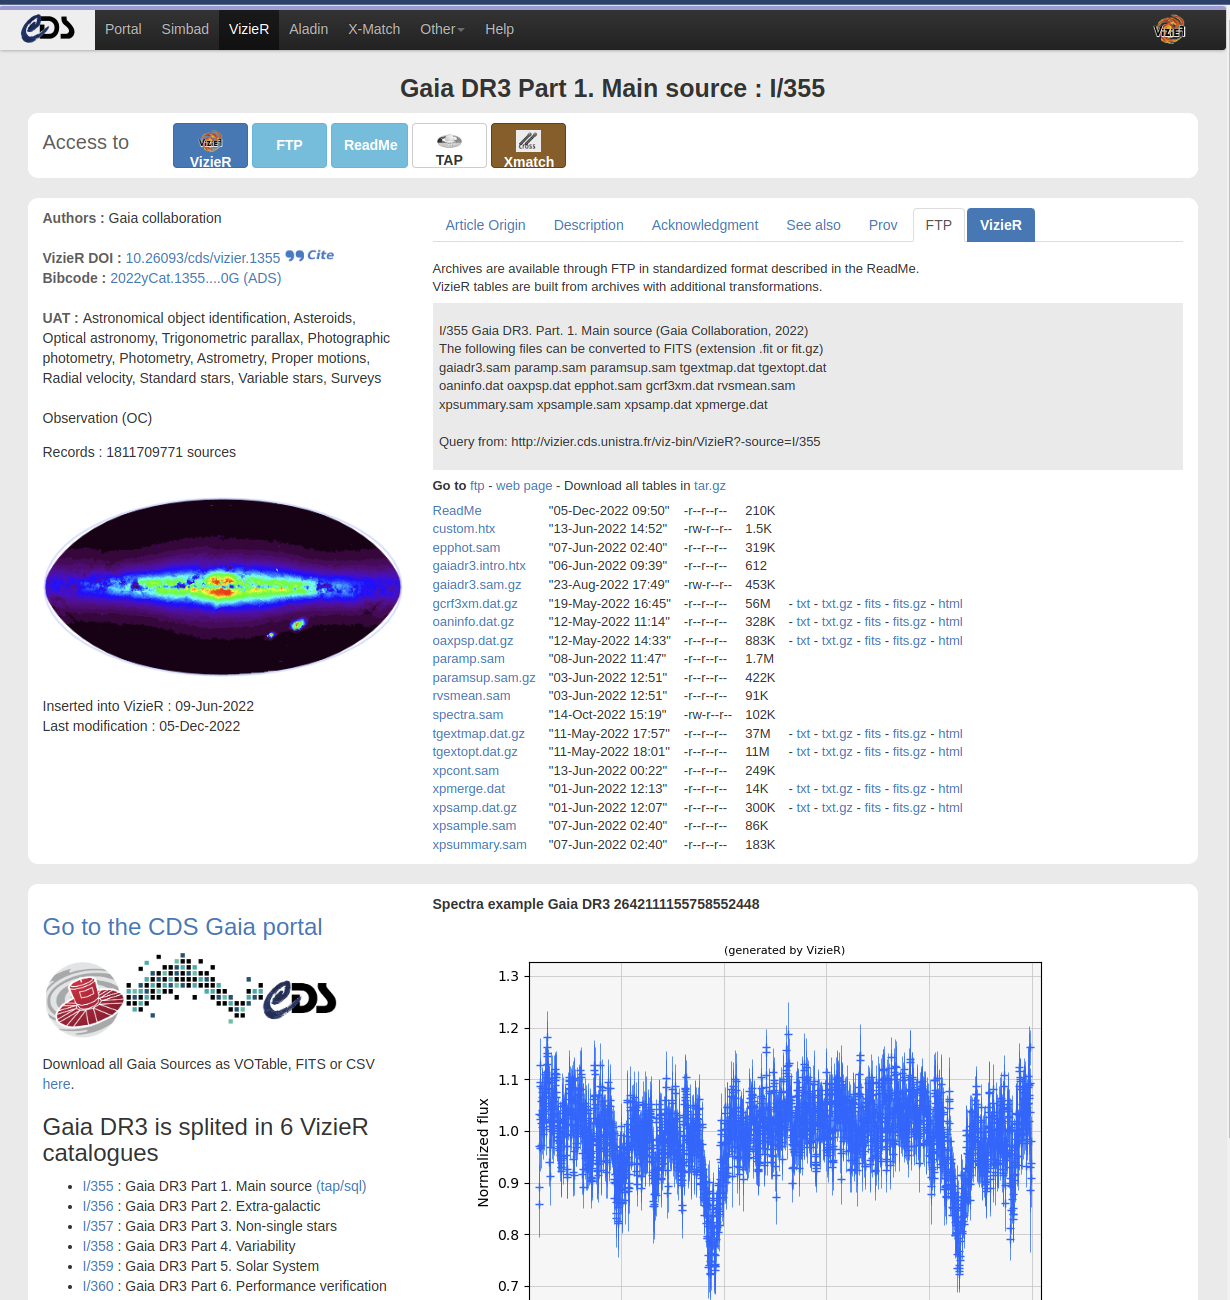 CDS Portal Simbad VizieR Aladin X-Match Other Help VizieR
Gaia DR3 Part 1. Main source : I/355
Access to VizieR FTP ReadMe TAP Xmatch
Authors : Gaia collaboration
VizieR DOI : 10.26093/cds/vizier.1355 Cite
Bibcode : 2022yCat.1355....0G (ADS)
UAT : Astronomical object identification, Asteroids,
Optical astronomy, Trigonometric parallax, Photographic
photometry, Photometry, Astrometry, Proper motions,
Radial velocity, Standard stars, Variable stars, Surveys
Observation (OC)
Records : 1811709771 sources
Inserted into VizieR : 09-Jun-2022
Last modification : 05-Dec-2022
Article Origin Description Acknowledgment See also Prov FTP VizieR
Archives are available through FTP in standardized format described in the ReadMe.
VizieR tables are built from archives with additional transformations.
I/355 Gaia DR3. Part. 1. Main source (Gaia Collaboration, 2022)
The following files can be converted to FITS (extension .fit or fit.gz)
gaiadr3.sam paramp.sam paramsup.sam tgextmap.dat tgextopt.dat
oaninfo.dat oaxpsp.dat epphot.sam gcrf3xm.dat rvsmean.sam
xpsummary.sam xpsample.sam xpsamp.dat xpmerge.dat
Query from: http://vizier.cds.unistra.fr/viz-bin/VizieR?-source=I/355
Go to ftp - web page - Download all tables in tar.gz
ReadMe "05-Dec-2022 09:50" -r--r--r-- 210K
custom.htx "13-Jun-2022 14:52" -rw-r--r-- 1.5K
epphot.sam "07-Jun-2022 02:40" -r--r--r-- 319K
gaiadr3.intro.htx "06-Jun-2022 09:39" -r--r--r-- 612
gaiadr3.sam.gz "23-Aug-2022 17:49" -rw-r--r-- 453K
gcrf3xm.dat.gz "19-May-2022 16:45" -r--r--r-- 56M - txt - txt.gz - fits - fits.gz - html
oaninfo.dat.gz "12-May-2022 11:14" -r--r--r-- 328K - txt - txt.gz - fits - fits.gz - html
oaxpsp.dat.gz "12-May-2022 14:33" -r--r--r-- 883K - txt - txt.gz - fits - fits.gz - html
paramp.sam "08-Jun-2022 11:47" -r--r--r-- 1.7M
paramsup.sam.gz "03-Jun-2022 12:51" -r--r--r-- 422K
rvsmean.sam "03-Jun-2022 12:51" -r--r--r-- 91K
spectra.sam "14-Oct-2022 15:19" -rw-r--r-- 102K
tgextmap.dat.gz "11-May-2022 17:57" -r--r--r-- 37M - txt - txt.gz - fits - fits.gz - html
tgextopt.dat.gz "11-May-2022 18:01" -r--r--r-- 11M - txt - txt.gz - fits - fits.gz - html
xpcont.sam "13-Jun-2022 00:22" -r--r--r-- 249K
xpmerge.dat "01-Jun-2022 12:13" -r--r--r-- 14K - txt - txt.gz - fits - fits.gz - html
xpsamp.dat.gz "01-Jun-2022 12:07" -r--r--r-- 300K - txt - txt.gz - fits - fits.gz - html
xpsample.sam "07-Jun-2022 02:40" -r--r--r-- 86K
xpsummary.sam "07-Jun-2022 02:40" -r--r--r-- 183K
Go to the CDS Gaia portal
CDS
Download all Gaia Sources as VOTable, FITS or CSV
here.
Gaia DR3 is splited in 6 VizieR
catalogues
• I/355 : Gaia DR3 Part 1. Main source (tap/sql)
• I/356 : Gaia DR3 Part 2. Extra-galactic
• I/357 : Gaia DR3 Part 3. Non-single stars
• I/358 : Gaia DR3 Part 4. Variability
• I/359 : Gaia DR3 Part 5. Solar System
• I/360 : Gaia DR3 Part 6. Performance verification
Spectra example Gaia DR3 2642111155758552448
(generated by VizieR)
Normalized flux
1.3
1.2
1.1
1.0
0.9
0.8
0.7